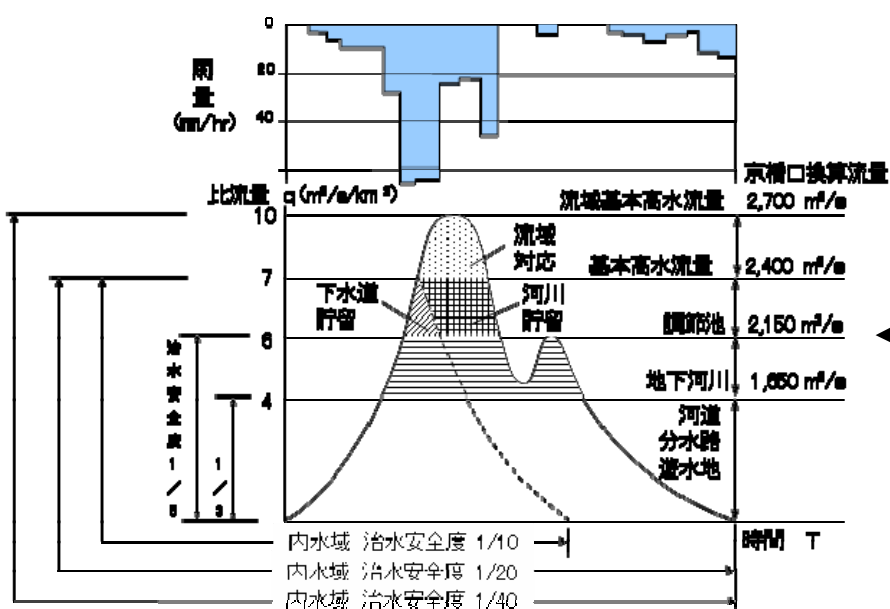 0
雨
20
量
40
(mm/hr)
京橋口換算流量
比流量 q(m³/s/km²)
10
流域基本高水流量 2,700 m³/s
流域
対応
7
基本高水流量 2,400 m³/s
下水道
貯留
河川
貯留
調節池 2,150 m³/s
6
地下河川 1,650 m³/s
4
河道
分水路
遊水地
治水安全度1/5
1/3
時間 T
内水域 治水安全度 1/10
内水域 治水安全度 1/20
内水域 治水安全度 1/40